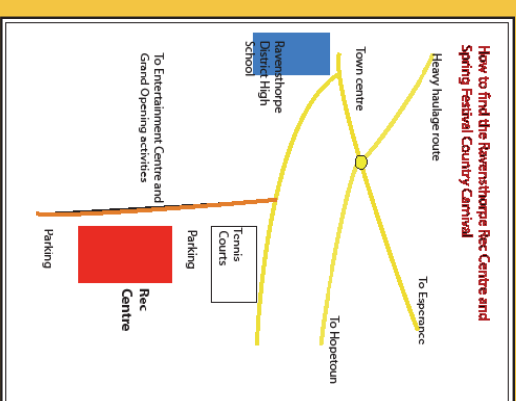 How to find the Ravensthorpe Rec Centre and
Spring Festival Country Carnival
Heavy haulage route
Town centre
To Esperance
To Hopetoun
Ravensthorpe
District High
School
Tennis
Courts
To Entertainment Centre and
Grand Opening activities
Parking
Rec
Centre
Parking